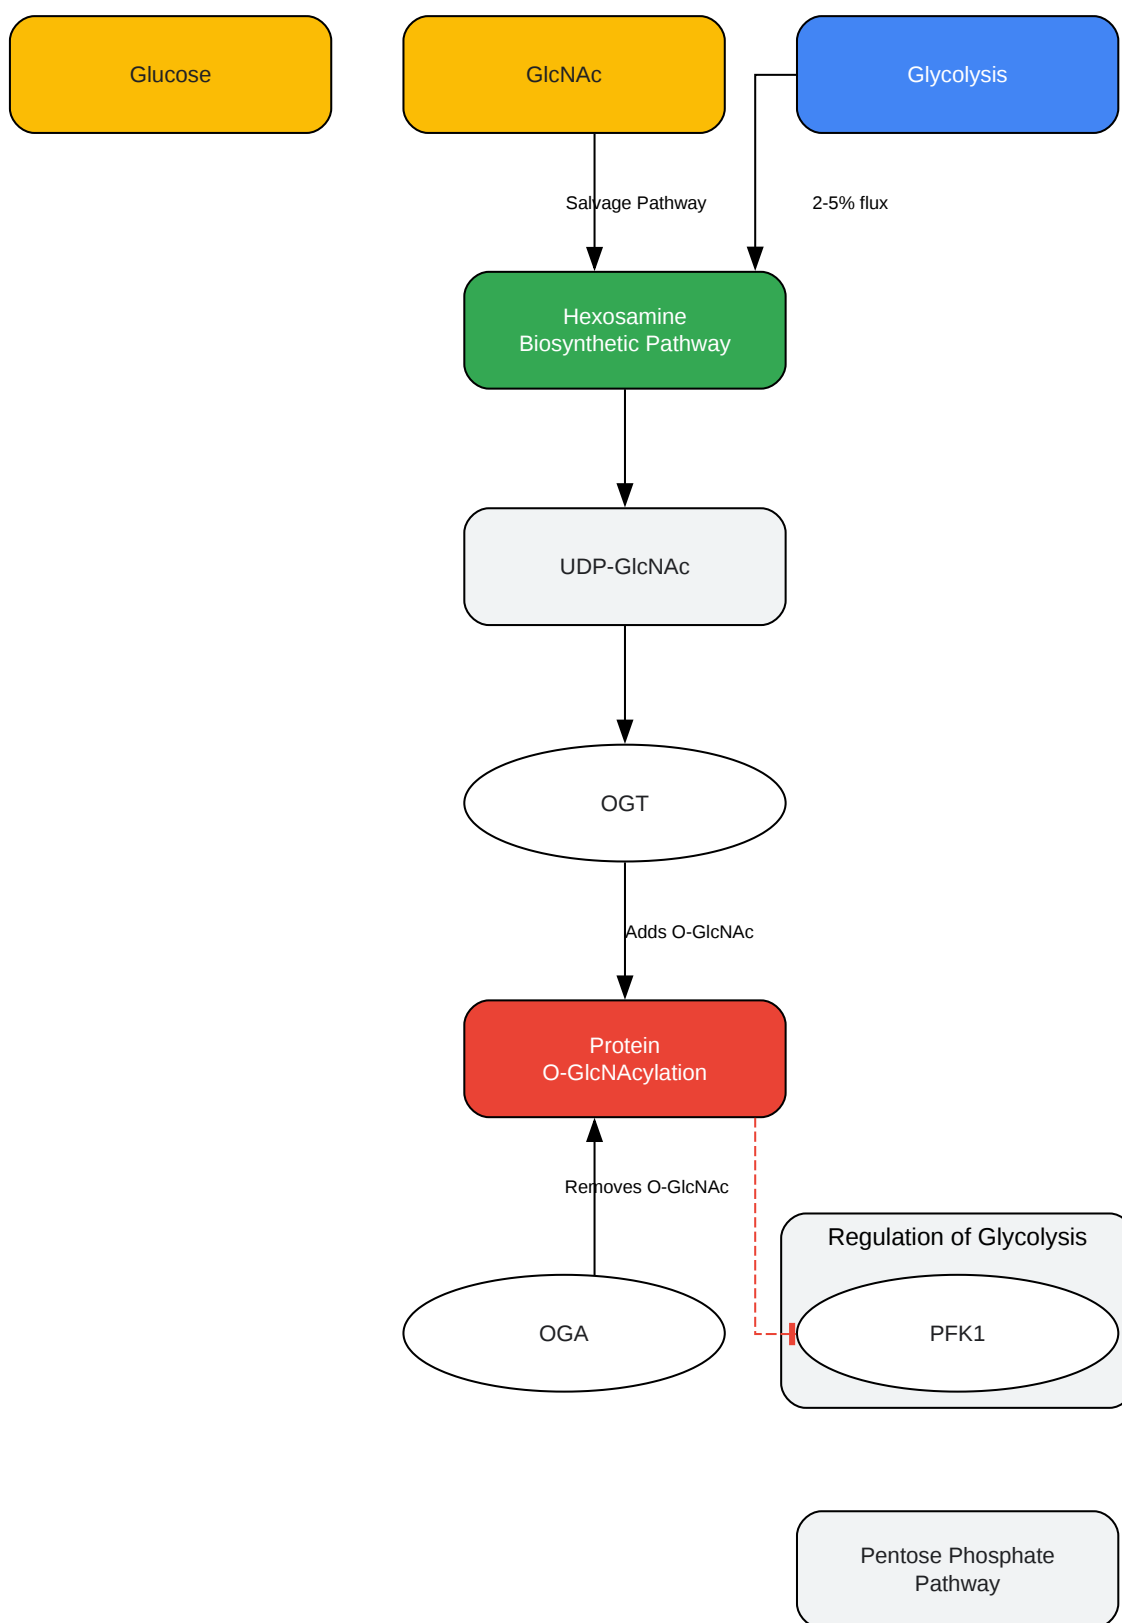 Glucose
GlcNAc
Glycolysis
Salvage Pathway
2-5% flux
Hexosamine
Biosynthetic Pathway
UDP-GlcNAc
OGT
Adds O-GlcNAc
Protein
O-GlcNAcylation
Removes O-GlcNAc
Regulation of Glycolysis
OGA
PFK1
Pentose Phosphate
Pathway